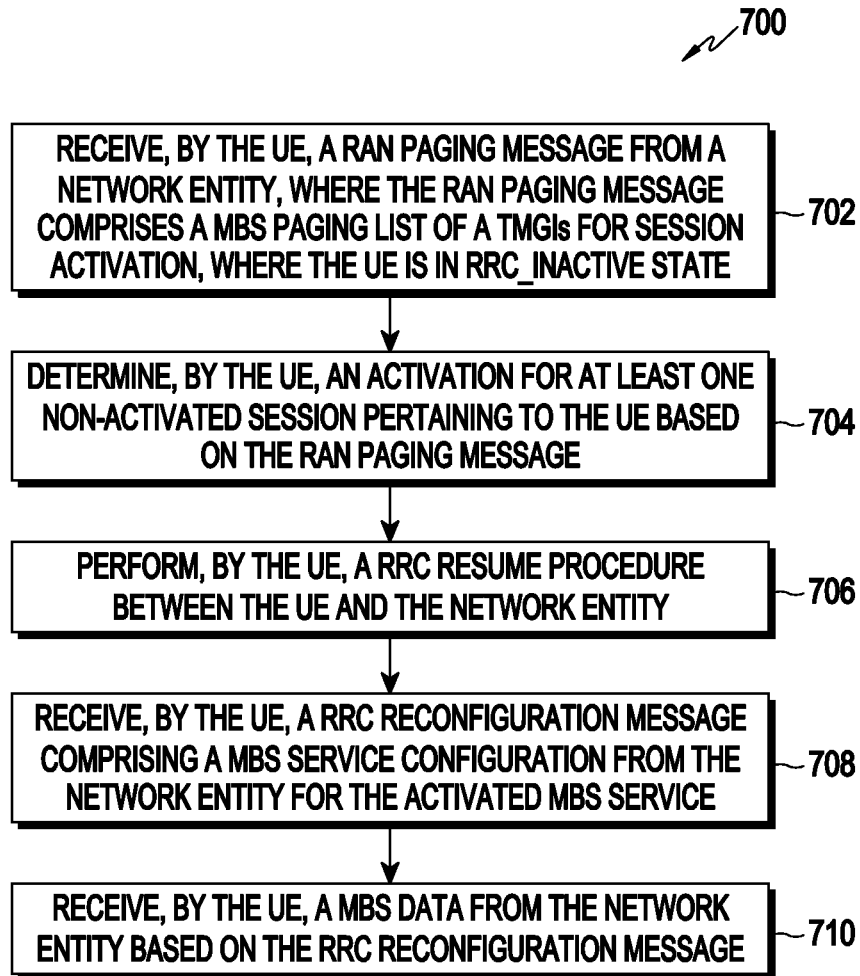 700
RECEIVE, BY THE UE, A RAN PAGING MESSAGE FROM A
NETWORK ENTITY, WHERE THE RAN PAGING MESSAGE
COMPRISES A MBS PAGING LIST OF A TMGIs FOR SESSION
ACTIVATION, WHERE THE UE IS IN RRC_INACTIVE STATE
702
DETERMINE, BY THE UE, AN ACTIVATION FOR AT LEAST ONE
NON-ACTIVATED SESSION PERTAINING TO THE UE BASED
ON THE RAN PAGING MESSAGE
704
PERFORM, BY THE UE, A RRC RESUME PROCEDURE
BETWEEN THE UE AND THE NETWORK ENTITY
706
RECEIVE, BY THE UE, A RRC RECONFIGURATION MESSAGE
COMPRISING A MBS SERVICE CONFIGURATION FROM THE
NETWORK ENTITY FOR THE ACTIVATED MBS SERVICE
708
RECEIVE, BY THE UE, A MBS DATA FROM THE NETWORK
ENTITY BASED ON THE RRC RECONFIGURATION MESSAGE
710